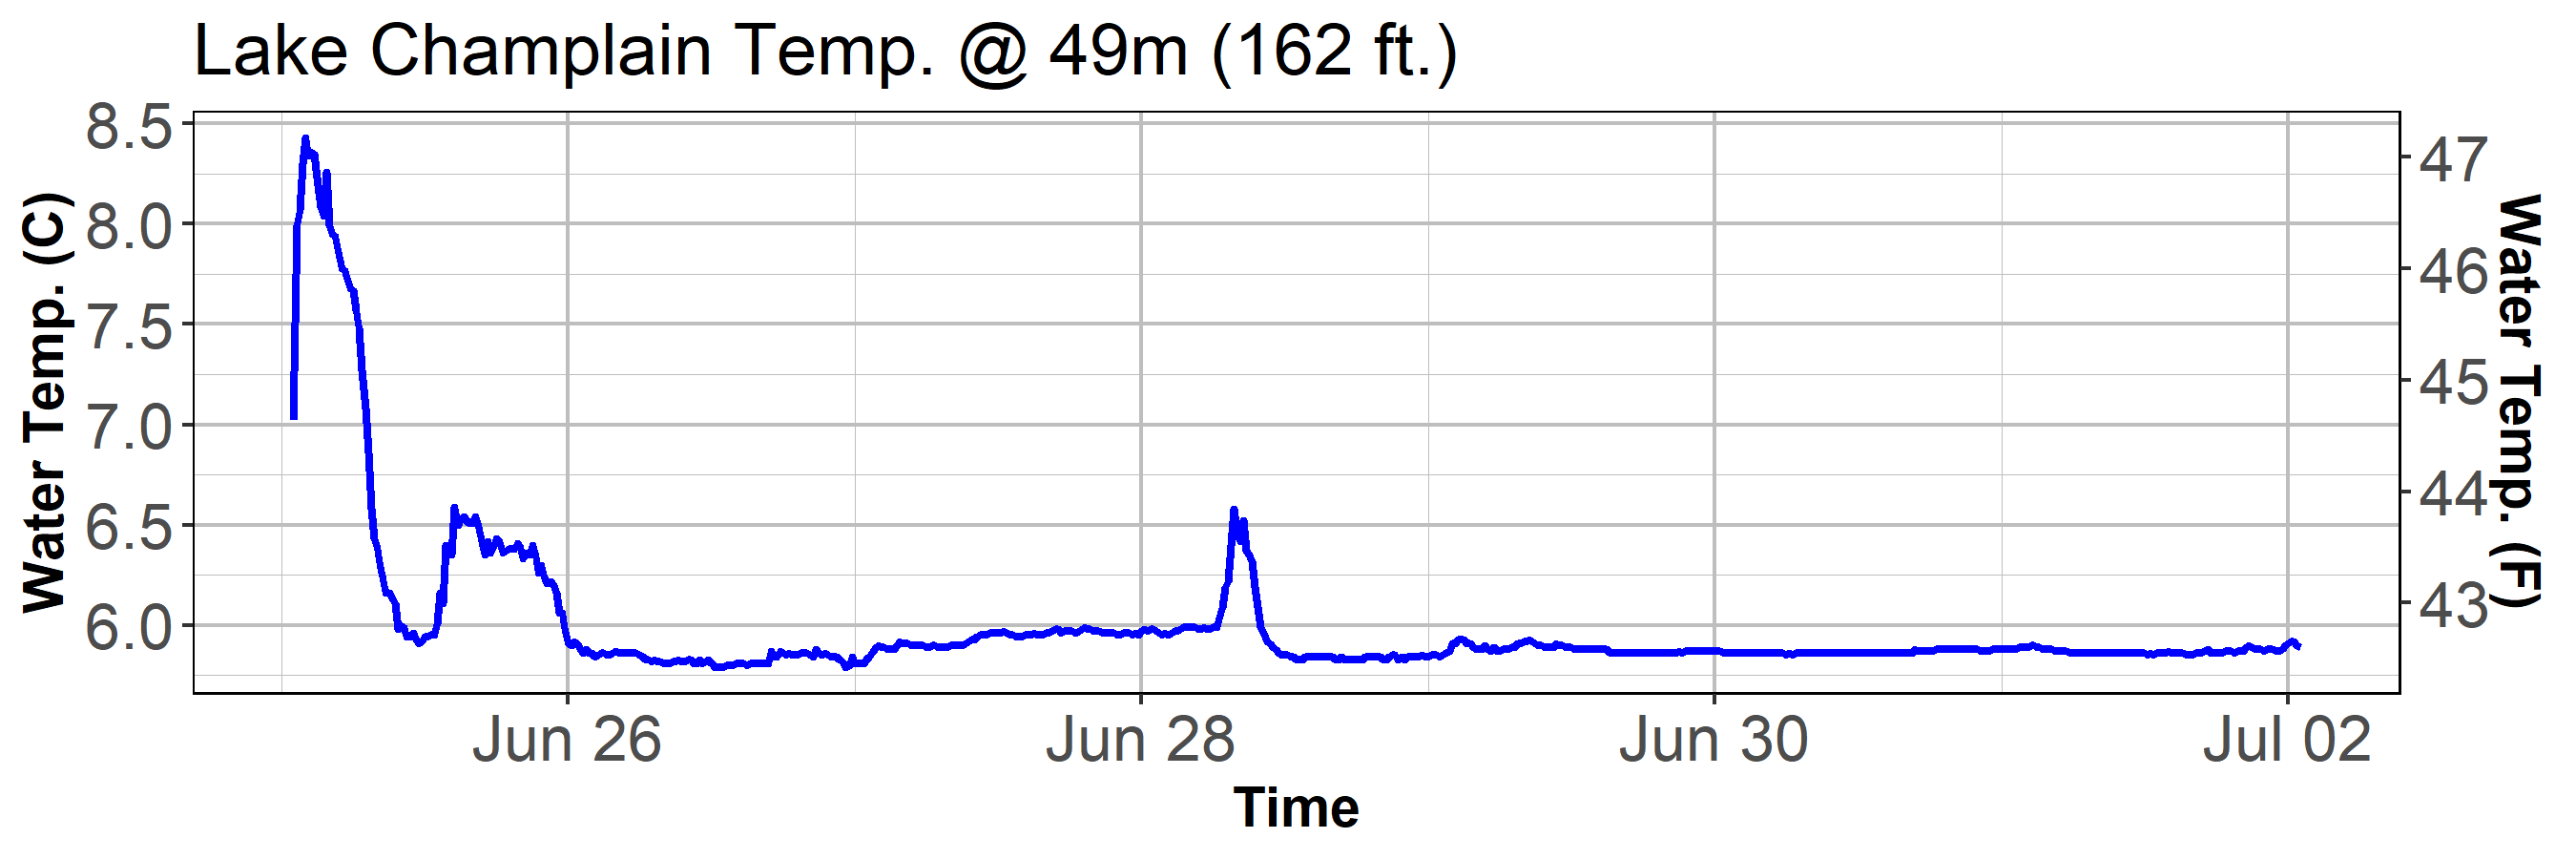 Lake Champlain Temp. @ 49m (162 ft.)
Water Temp. (C)
8.5
8.0
7.5
7.0
6.5
6.0
47
46
45
44
43
Water Temp. (F)
Jun 26
Jun 28
Jun 30
Jul 02
Time